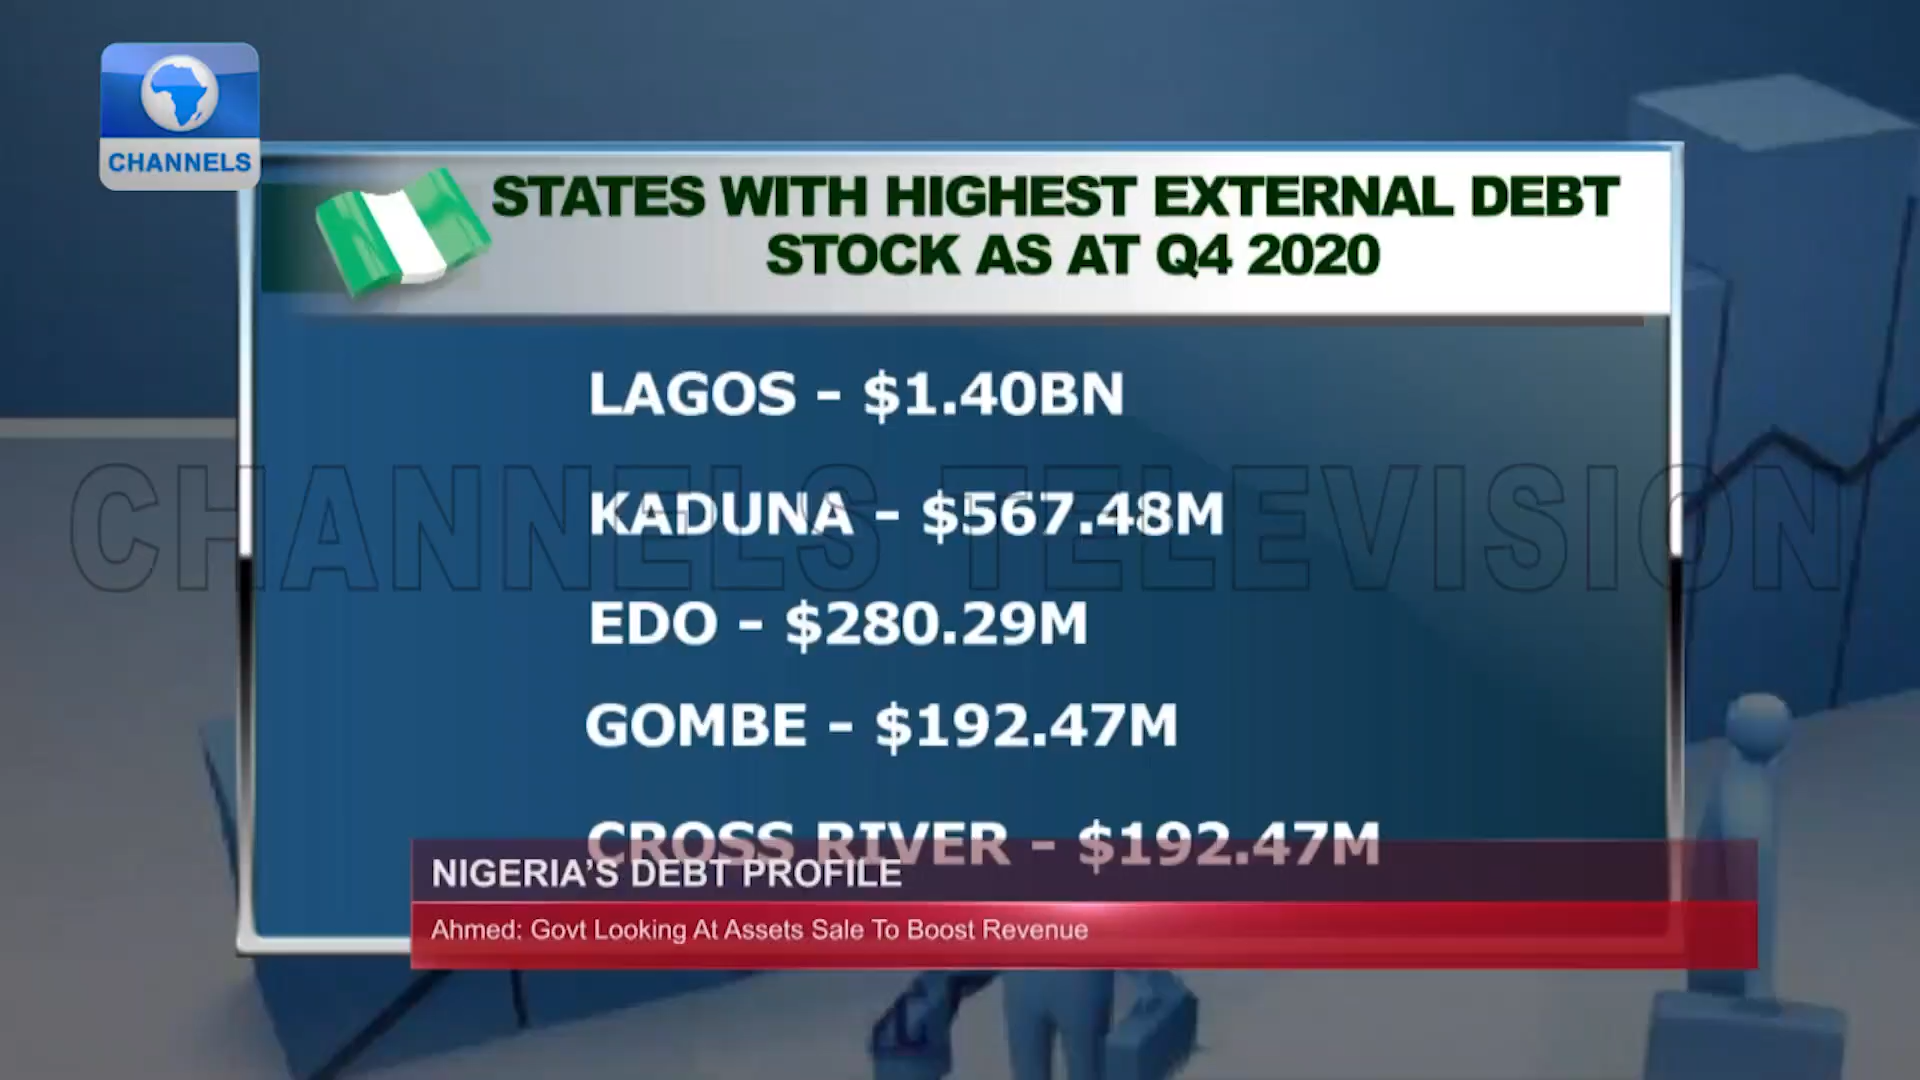 CHANNELS
STATES WITH HIGHEST EXTERNAL DEBT
STOCK AS AT Q4 2020
LAGOS - $1.40BN
KADUNA - $567.48M
CHANNELS TELEVISION
EDO - $280.29M
GOMBE - $192.47M
CROSS RIVER - $192.47M
NIGERIA'S DEBT PROFILE
Ahmed: Govt Looking At Assets Sale To Boost Revenue